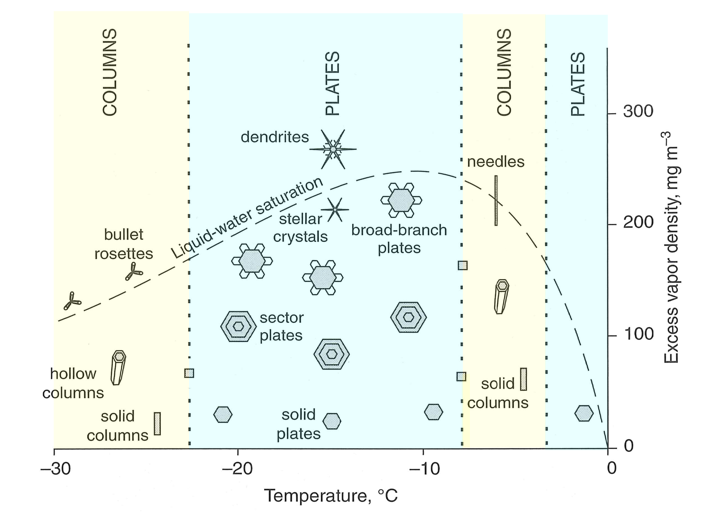 COLUMNS
PLATES
COLUMNS
PLATES
300
dendrites
needles
Liquid-water saturation
stellar
crystals
broad-branch
plates
200
bullet
rosettes
Excess vapor density, mg m⁻³
sector
plates
100
hollow
columns
solid
columns
solid
columns
solid
plates
0
−30
−20
−10
0
Temperature, °C